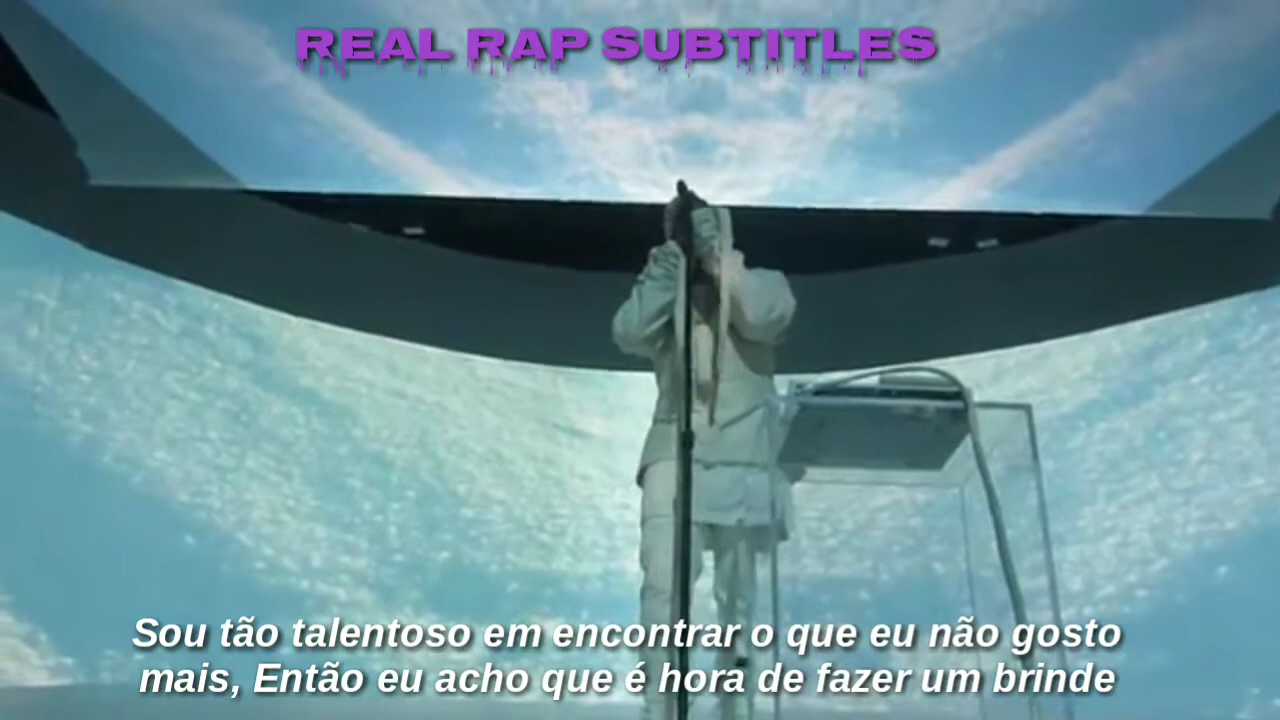 REAL RAP SUBTITLES
Sou tão talentoso em encontrar o que eu não gosto
mais, Então eu acho que é hora de fazer um brinde